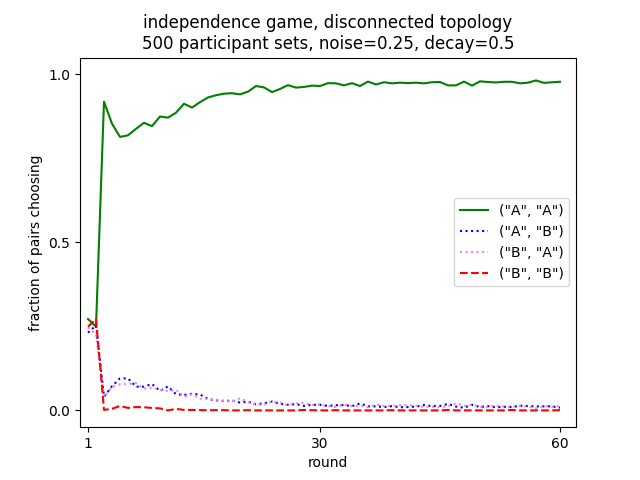 independence game, disconnected topology
500 participant sets, noise=0.25, decay=0.5
1.0
0.5
0.0
fraction of pairs choosing
("A", "A")
("A", "B")
("B", "A")
("B", "B")
1
30
60
round